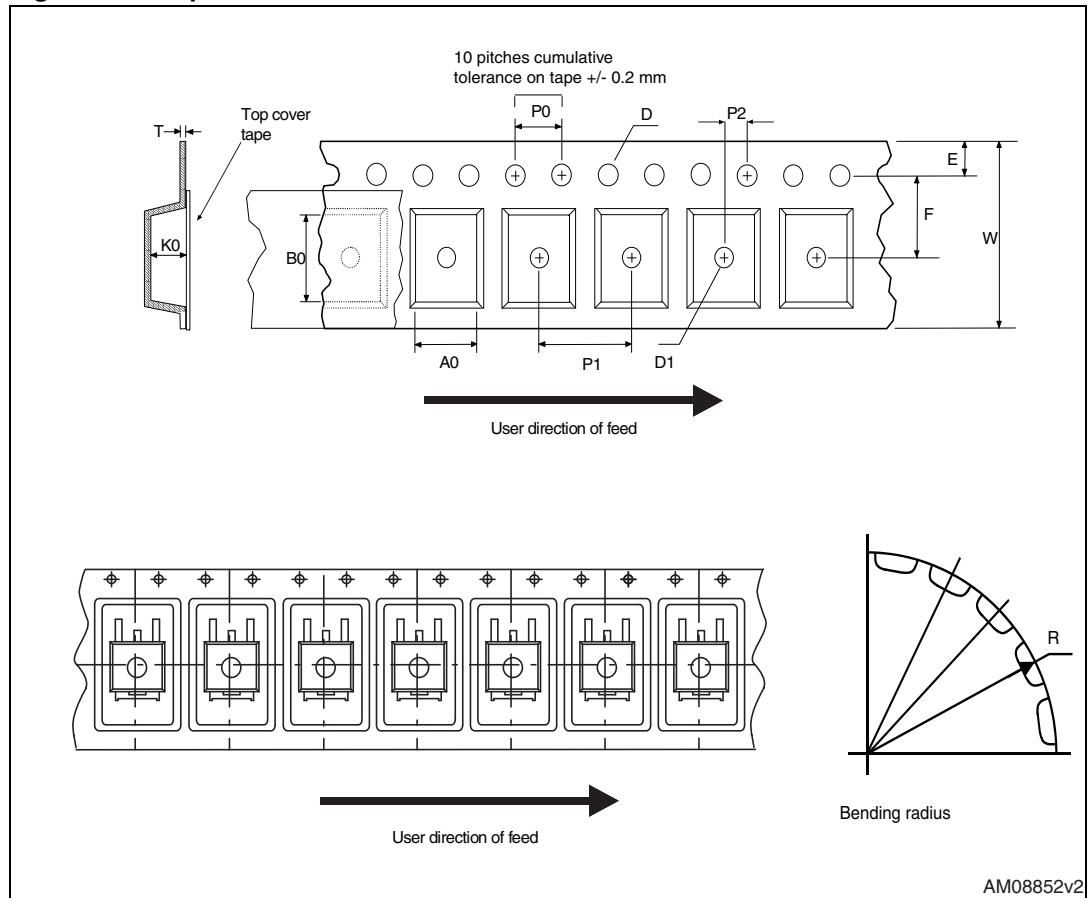 10 pitches cumulative
tolerance on tape +/- 0.2 mm
Top cover
tape
T
P0
D
P2
E
F
W
K0
B0
A0
P1
D1
User direction of feed
R
Bending radius
User direction of feed
AM08852v2